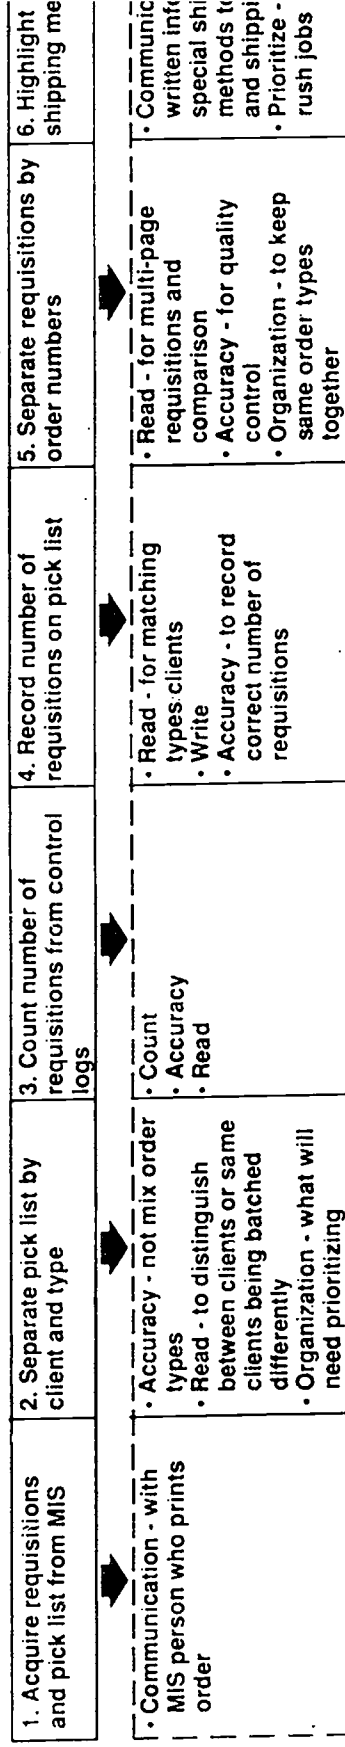 1. Acquire requisitions
and pick list from MIS
2. Separate pick list by
client and type
3. Count number of
requisitions from control
logs
4. Record number of
requisitions on pick list
5. Separate requisitions by
order numbers
6. Highlight
shipping
• Communication - with
MIS person who prints
order
• Accuracy - not mix order
types
• Read - to distinguish
between clients or same
clients being batched
differently
• Organization - what will
need prioritizing
• Count
• Accuracy
• Read
• Read - for matching
types:clients
• Write
• Accuracy - to record
correct number of
requisitions
• Read - for multi-page
requisitions and
comparison
• Accuracy - for quality
control
• Organization - to keep
same order types
together
•
written
special
methods
and
• Prioritize -
rush jobs